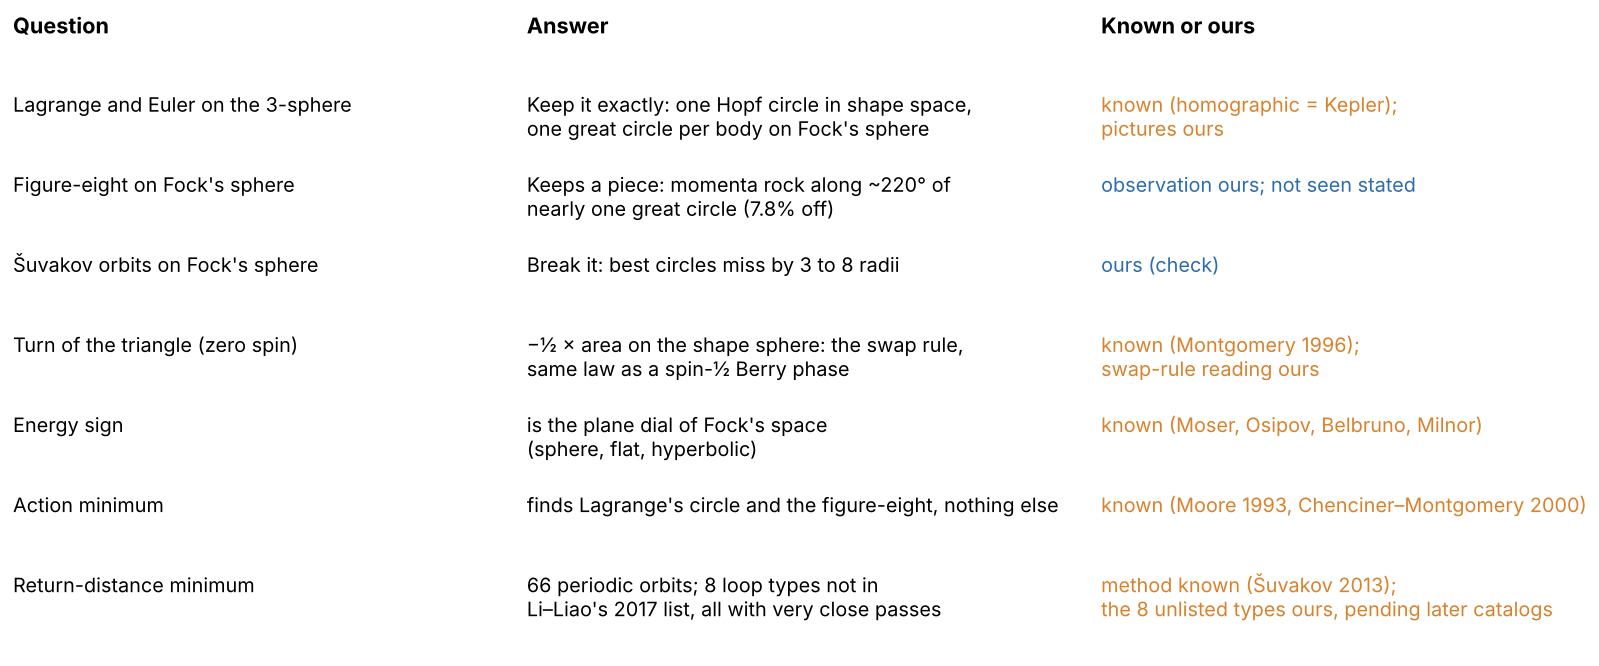 Question Answer Known or ours
Lagrange and Euler on the 3-sphere Keep it exactly: one Hopf circle in shape space, known (homographic = Kepler);
one great circle per body on Fock's sphere pictures ours
Figure-eight on Fock's sphere Keeps a piece: momenta rock along ~220° of observation ours; not seen stated
nearly one great circle (7.8% off)
Šuvakov orbits on Fock's sphere Break it: best circles miss by 3 to 8 radii ours (check)
Turn of the triangle (zero spin) −½ × area on the shape sphere: the swap rule, known (Montgomery 1996);
same law as a spin-½ Berry phase swap-rule reading ours
Energy sign is the plane dial of Fock's space known (Moser, Osipov, Belbruno, Milnor)
(sphere, flat, hyperbolic)
Action minimum finds Lagrange's circle and the figure-eight, nothing else known (Moore 1993, Chenciner–Montgomery 2000)
Return-distance minimum 66 periodic orbits; 8 loop types not in method known (Šuvakov 2013);
Li–Liao's 2017 list, all with very close passes the 8 unlisted types ours, pending later catalogs